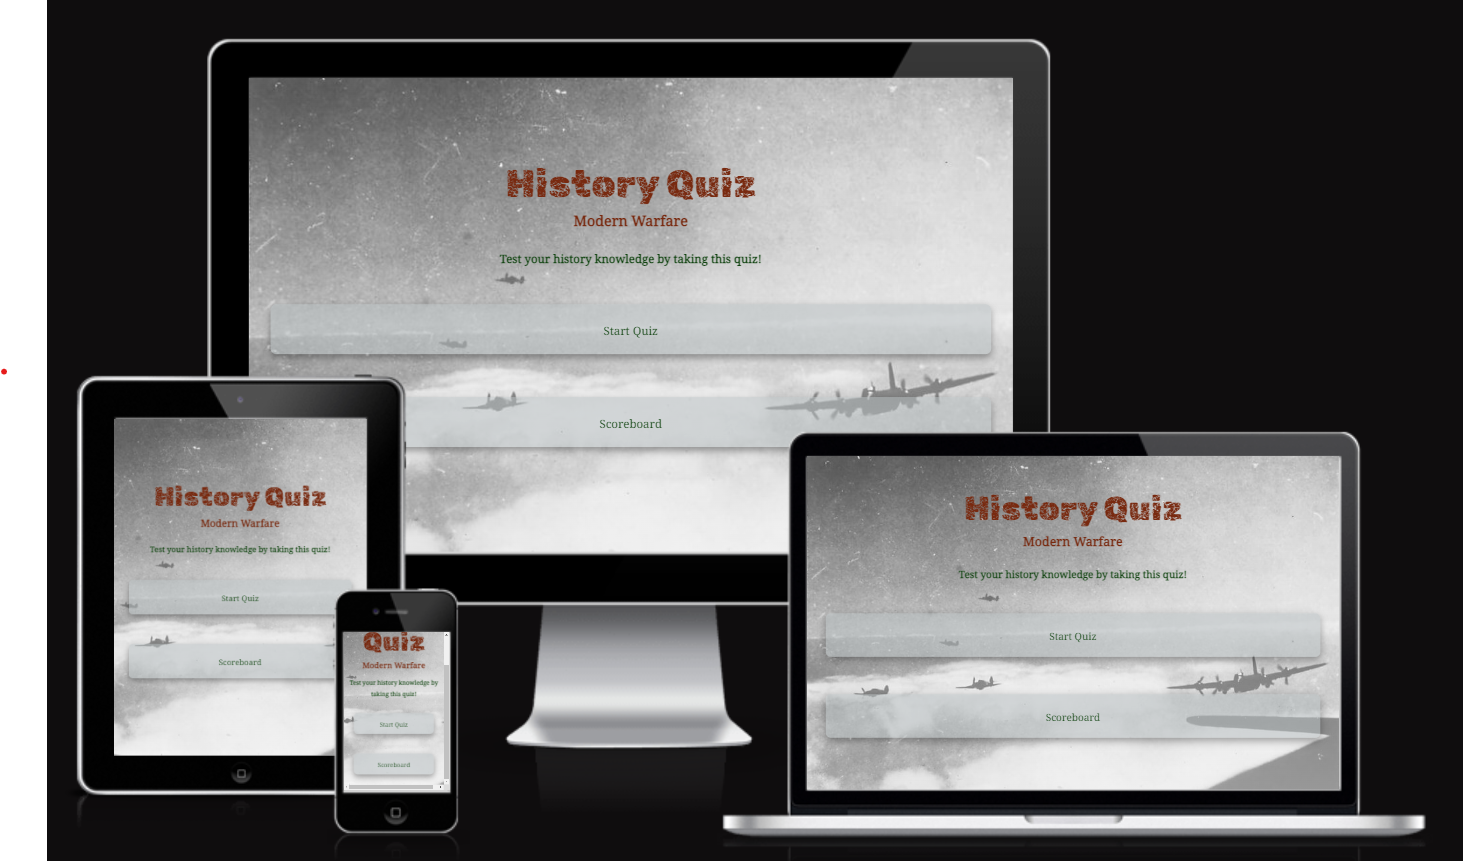 History Quiz
Modern Warfare
Test your history knowledge by taking this quiz!
Start Quiz
Scoreboard
History Quiz
Modern Warfare
Test your history knowledge by taking this quiz!
Start Quiz
Scoreboard
Quiz
Modern Warfare
Test your history knowledge by
taking this quiz!
Start Quiz
Scoreboard
History Quiz
Modern Warfare
Test your history knowledge by taking this quiz!
Start Quiz
Scoreboard